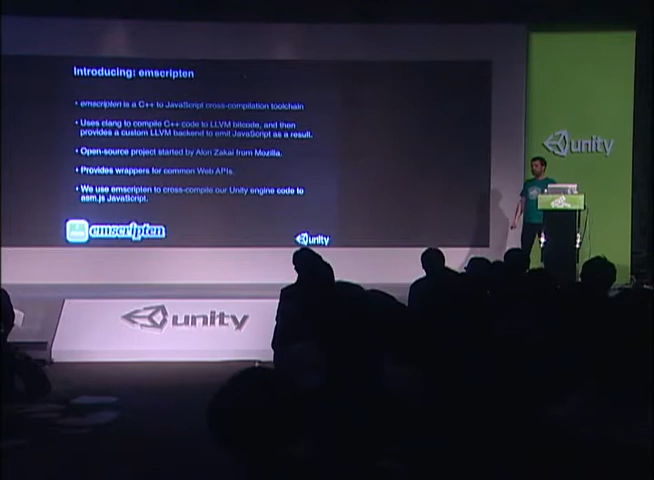 Introducing: emscripten
• emscripten is a C++ to JavaScript cross-compilation toolchain
• Uses clang to compile C++ code to LLVM bitcode, and then
provides a custom LLVM backend to emit JavaScript as a result.
• Open-source project started by Alon Zakai from Mozilla.
• Provides wrappers for common Web APIs.
• We use emscripten to cross-compile our Unity engine code to
asm.js JavaScript.
emscripten
unity
unity
unity